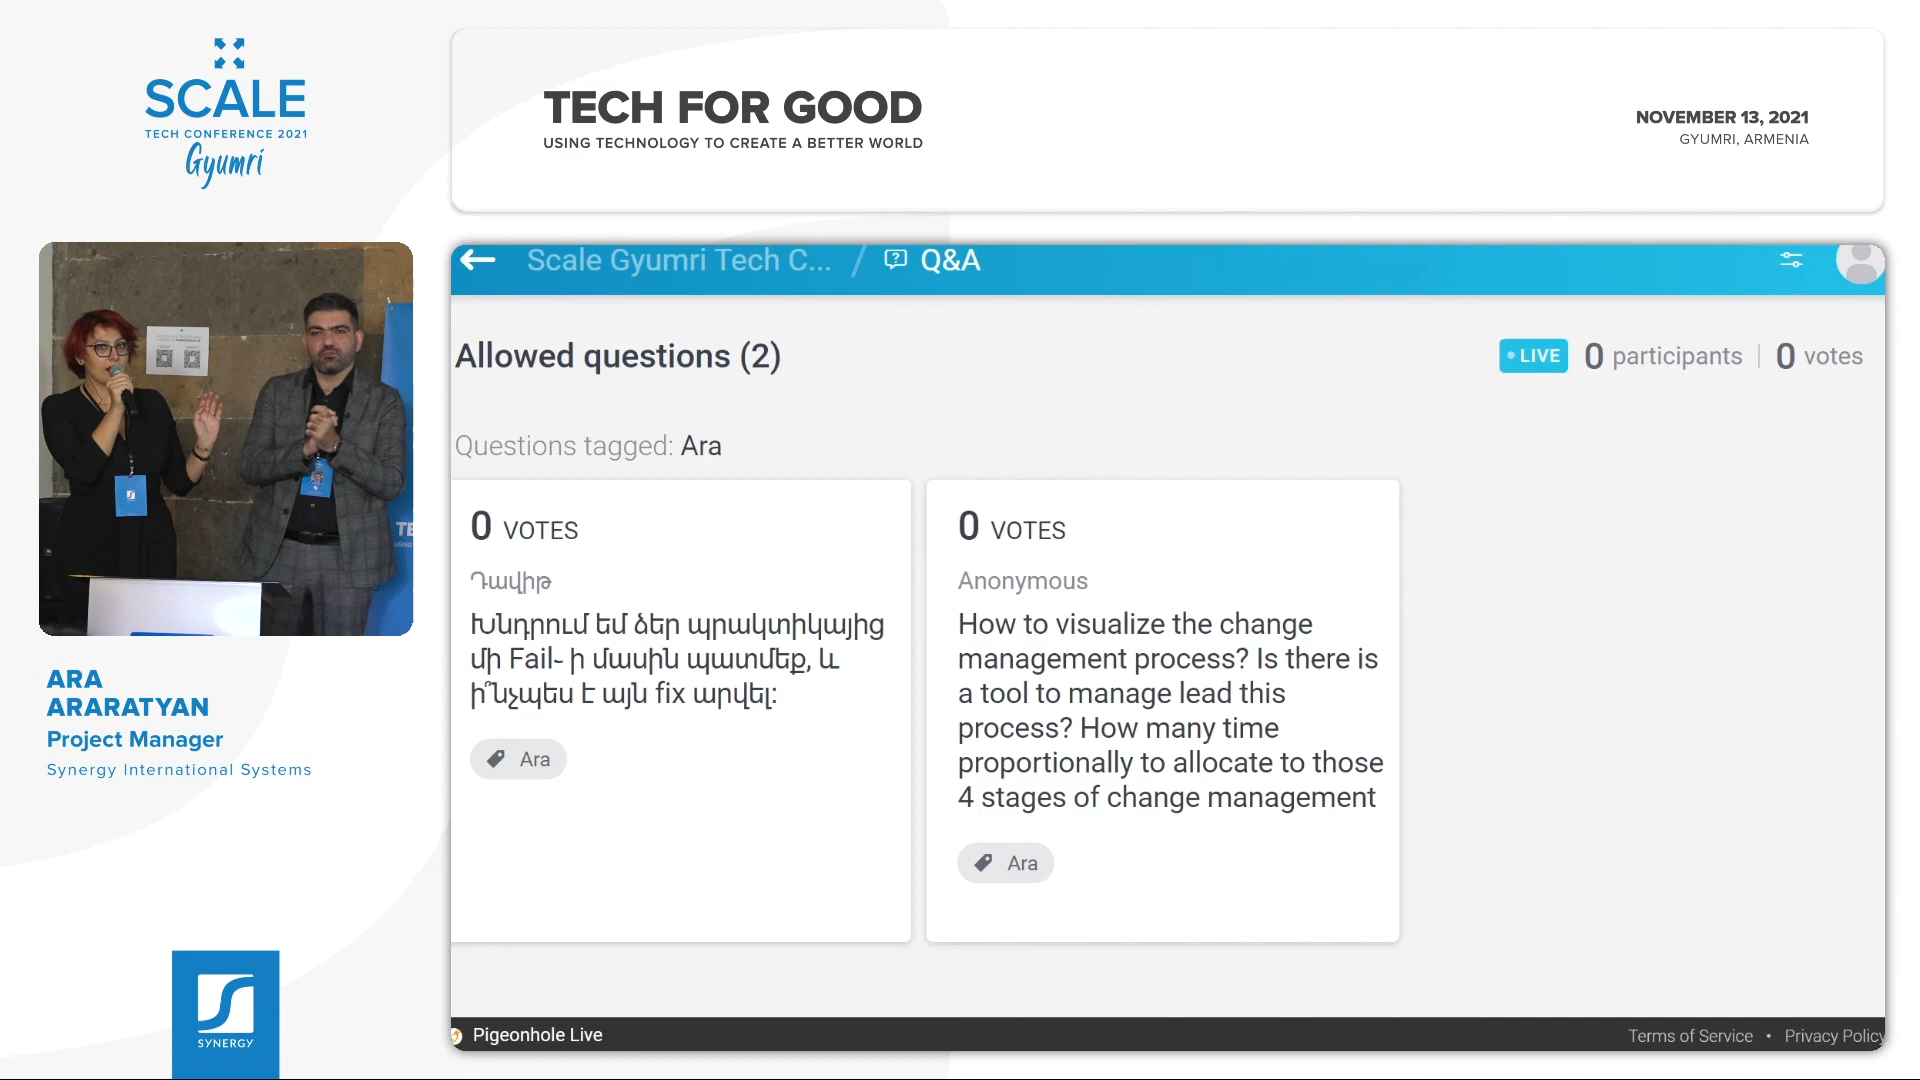 SCALE
TECH CONFERENCE 2021
Gyumri
TECH FOR GOOD
USING TECHNOLOGY TO CREATE A BETTER WORLD
NOVEMBER 13, 2021
GYUMRI, ARMENIA
ARA
ARARATYAN
Project Manager
Synergy International Systems
SYNERGY
Scale Gyumri Tech C... / Q&A
Allowed questions (2)
LIVE 0 participants | 0 votes
Questions tagged: Ara
0 VOTES
Դավիթ
Խնդրում եմ ձեր պրակտիկայից
մի Fail- ի մասին պատմեք, և
ի՞նչպես է այն fix արվել:
Ara
0 VOTES
Anonymous
How to visualize the change
management process? Is there is
a tool to manage lead this
process? How many time
proportionally to allocate to those
4 stages of change management
Ara
Pigeonhole Live
Terms of Service • Privacy Policy